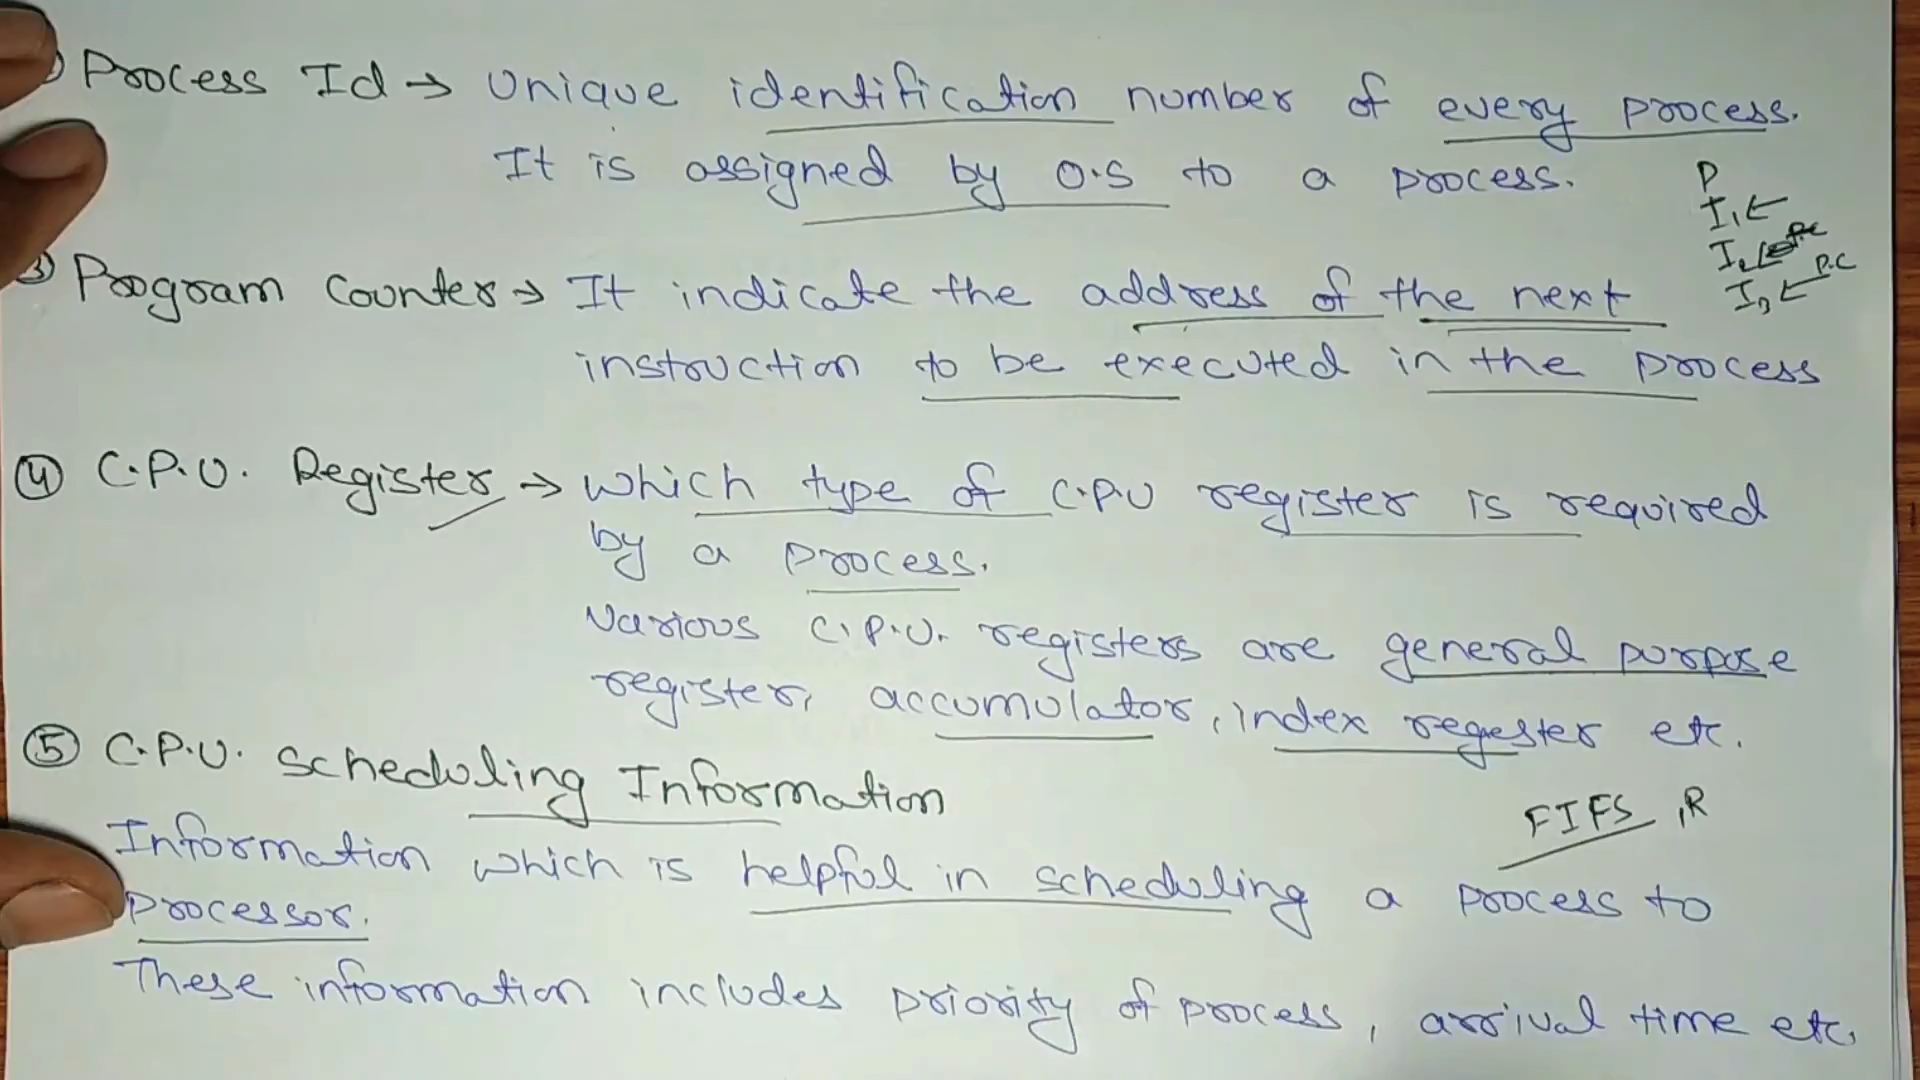 Process Id → Unique identification number of every process.
It is assigned by O.S to a process.
P
I₁ ←
I₂ ←
I₃ ← P.C
3 Program Counter → It indicate the address of the next
instruction to be executed in the process
4 C.P.U. Register → which type of C.P.U register is required
by a process.
Various C.P.U. registers are general purpose
register, accumulator, index regester etc.
5 C.P.U. Scheduling Information
FIFS, R
Information which is helpful in scheduling a process to
processor.
These information includes priority of process, arrival time etc.